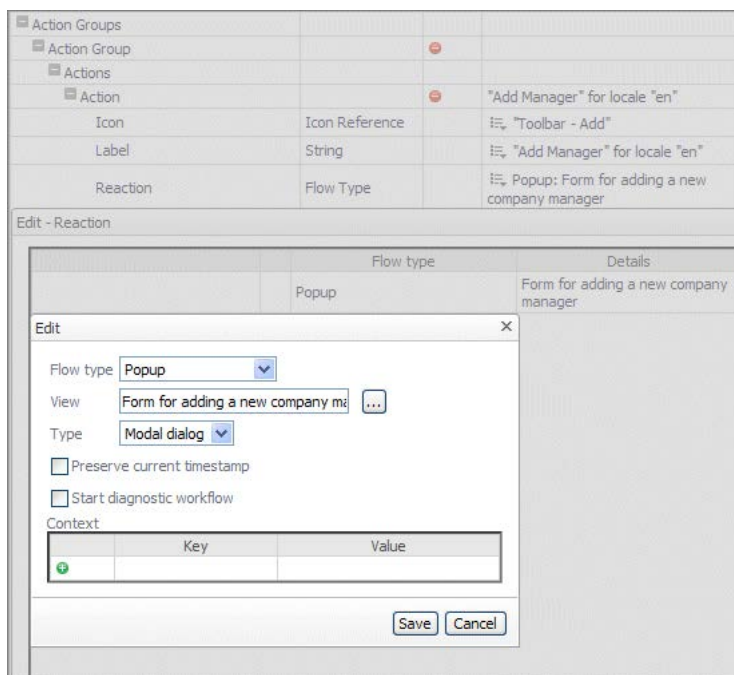 Action Groups
Action Group
Actions
Action "Add Manager" for locale "en"
Icon Icon Reference "Toolbar - Add"
Label String "Add Manager" for locale "en"
Reaction Flow Type Popup: Form for adding a new
company manager
Edit - Reaction
Flow type Details
Popup Form for adding a new company
manager
Edit
Flow type Popup
View Form for adding a new company ma ...
Type Modal dialog
Preserve current timestamp
Start diagnostic workflow
Context
Key Value
Save Cancel